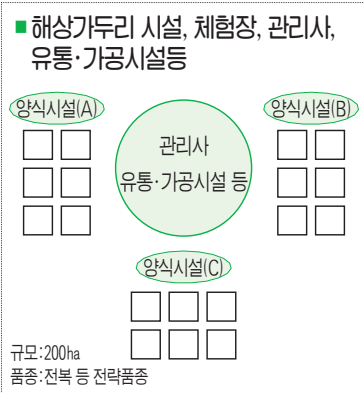 ■ 해상가두리 시설, 체험장, 관리사,
유통·가공시설등
양식시설(A)
양식시설(B)
관리사
유통·가공시설 등
양식시설(C)
규모:200ha
품종:전복 등 전략품종